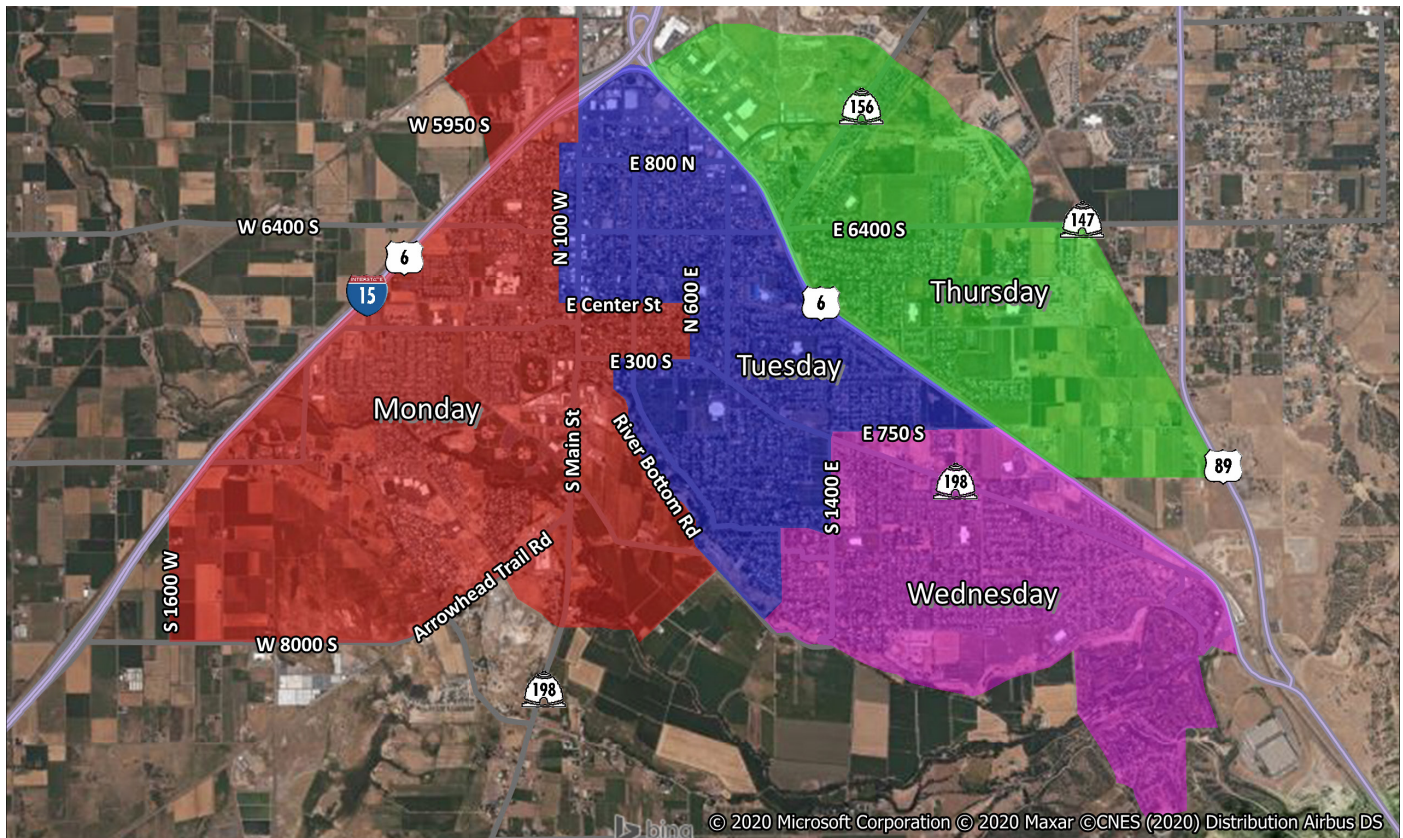 156
W 5950 S
E 800 N
N 100 W
W 6400 S
147
E 6400 S
6
INTERSTATE
15
Thursday
E Center St
N 600 E
6
E 300 S
Tuesday
Monday
S Main St
River Bottom Rd
E 750 S
89
198
S 1400 E
Arrowhead Trail Rd
S 1600 W
Wednesday
W 8000 S
198
bing
© 2020 Microsoft Corporation © 2020 Maxar ©CNES (2020) Distribution Airbus DS